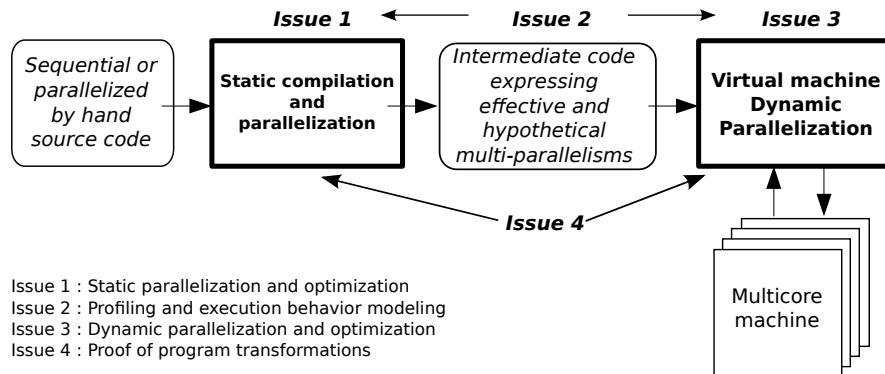 Issue 1
Issue 2
Issue 3
Sequential or
parallelized
by hand
source code
Static compilation
and
parallelization
Intermediate code
expressing
effective and
hypothetical
multi-parallelisms
Virtual machine
Dynamic
Parallelization
Issue 4
Multicore
machine
Issue 1 : Static parallelization and optimization
Issue 2 : Profiling and execution behavior modeling
Issue 3 : Dynamic parallelization and optimization
Issue 4 : Proof of program transformations